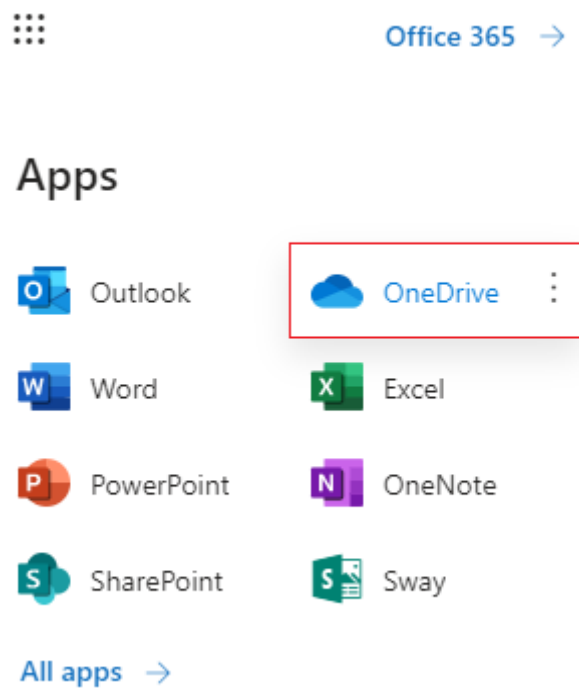 Office 365 →
Apps
Outlook
OneDrive
Word
Excel
PowerPoint
OneNote
SharePoint
Sway
All apps →